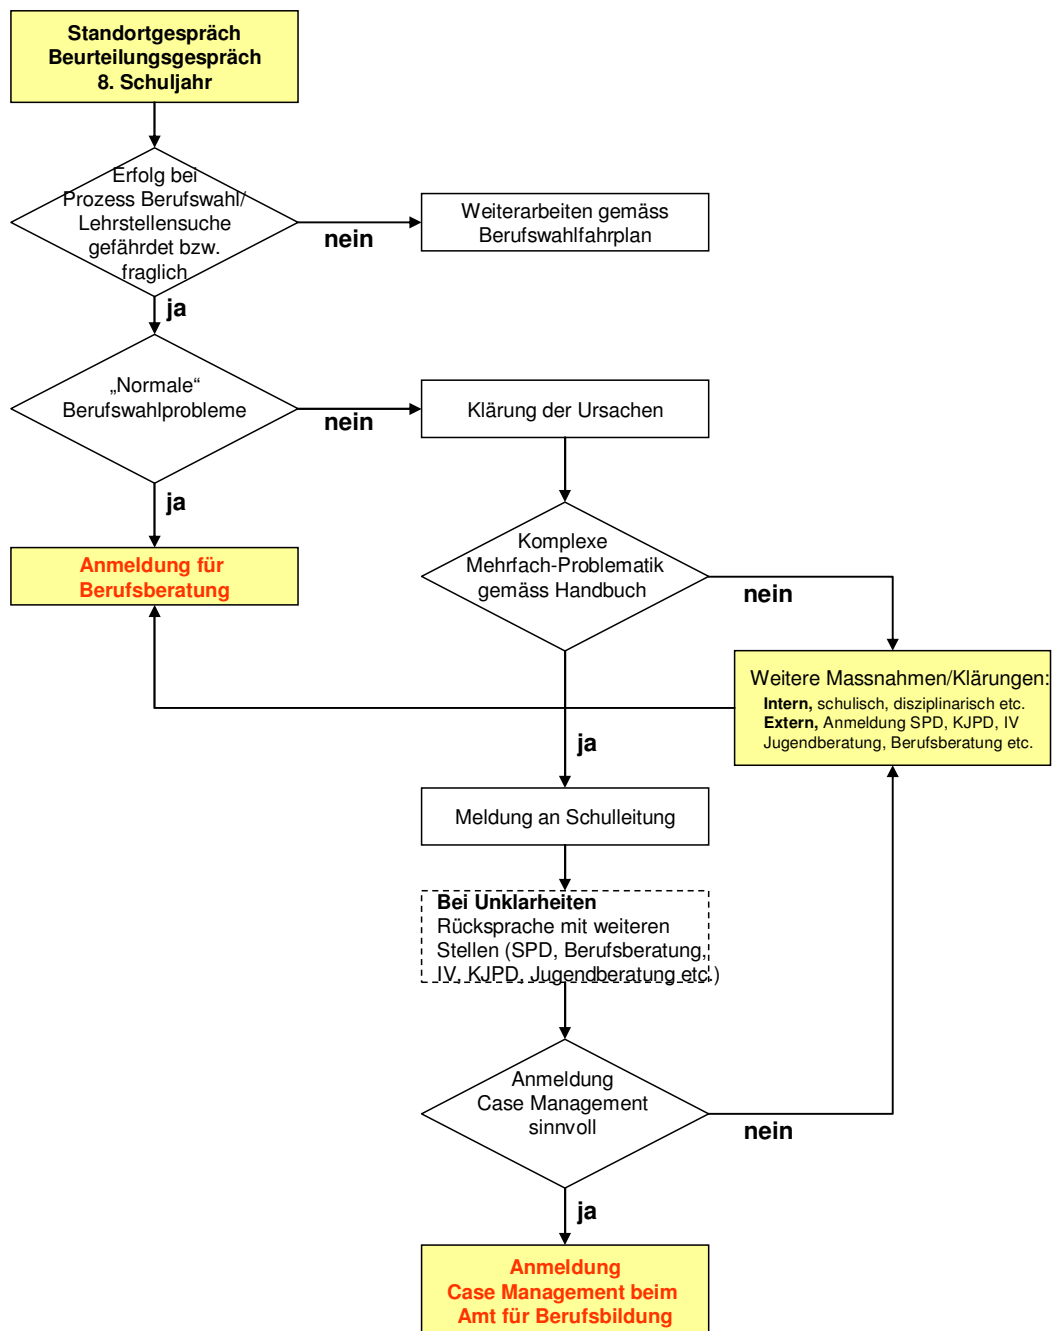 Standortgespräch
Beurteilungsgespräch
8. Schuljahr
Erfolg bei
Prozess Berufswahl/
Lehrstellensuche
gefährdet bzw.
fraglich
nein
Weiterarbeiten gemäss
Berufswahlfahrplan
ja
„Normale“
Berufswahlprobleme
nein
Klärung der Ursachen
ja
Anmeldung für
Berufsberatung
Komplexe
Mehrfach-Problematik
gemäss Handbuch
nein
Weitere Massnahmen/Klärungen:
Intern, schulisch, disziplinarisch etc.
Extern, Anmeldung SPD, KJPD, IV
Jugendberatung, Berufsberatung etc.
ja
Meldung an Schulleitung
Bei Unklarheiten
Rücksprache mit weiteren
Stellen (SPD, Berufsberatung,
IV, KJPD, Jugendberatung etc.)
Anmeldung
Case Management
sinnvoll
nein
ja
Anmeldung
Case Management beim
Amt für Berufsbildung